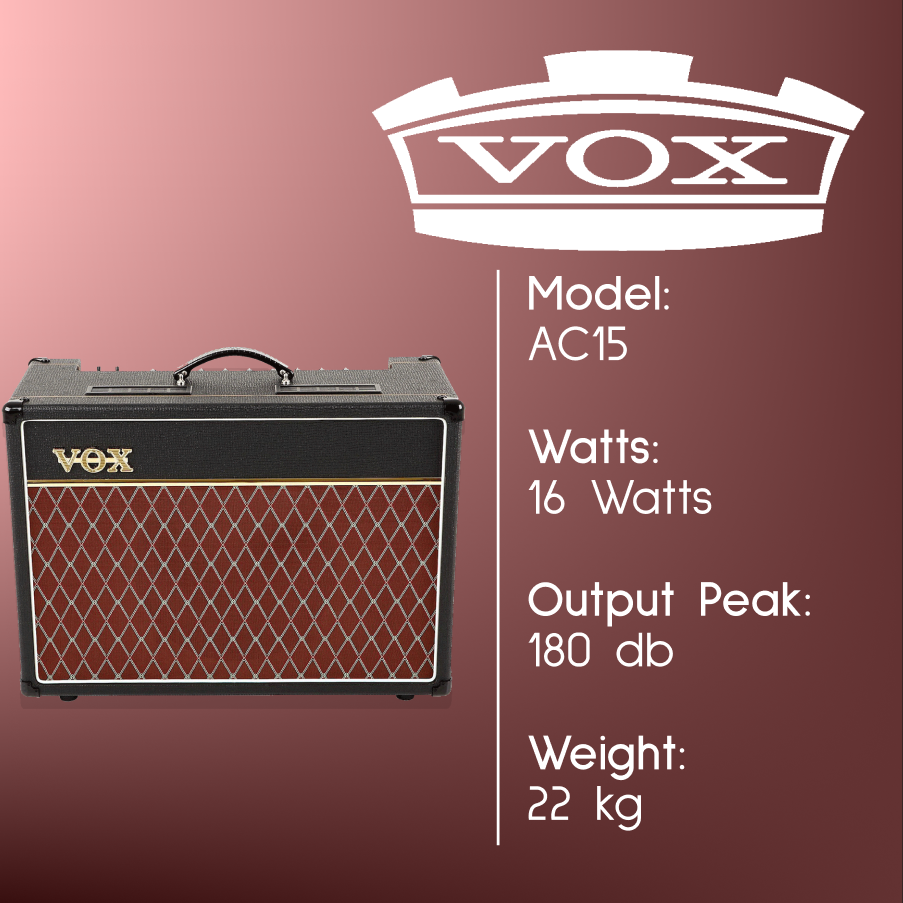 VOX
Model:
AC15
VOX
Watts:
16 Watts
Output Peak:
180 db
Weight:
22 kg